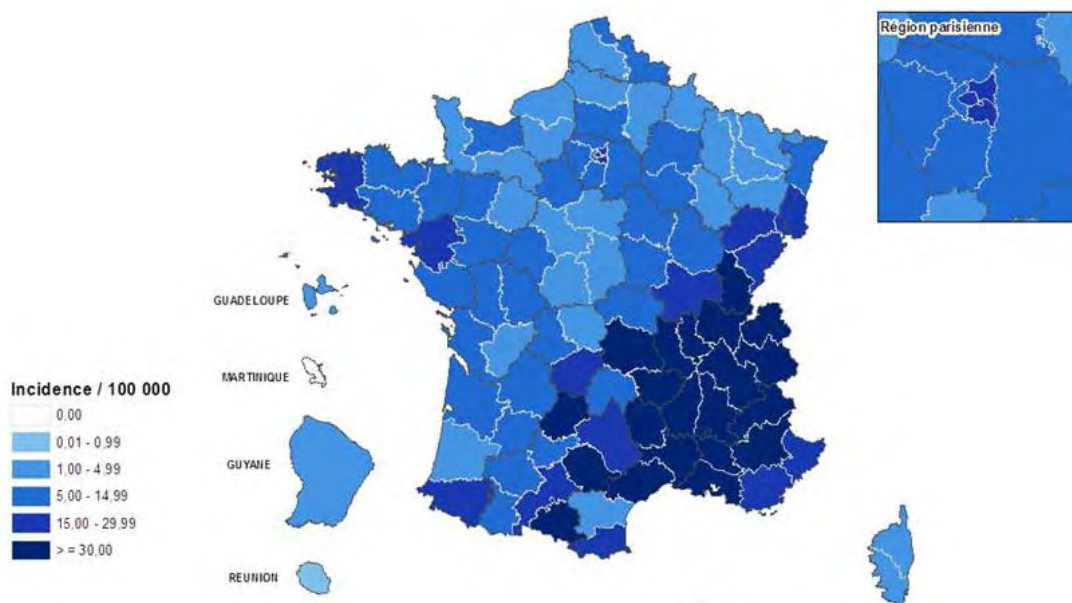 Région parisienne
GUADELOUPE
MARTINIQUE
GUYANE
REUNION
Incidence / 100 000
0.00
0,01 - 0,99
1,00 - 4,99
5,00 - 14,99
15,00 - 29,99
> = 30,00